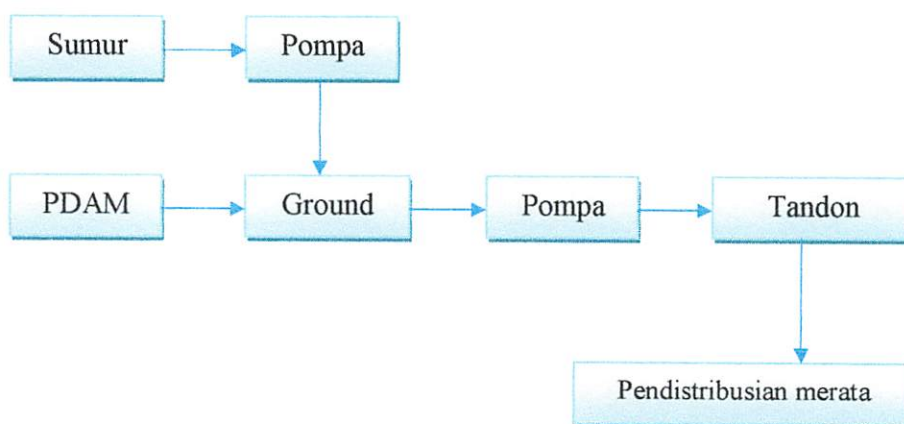 Sumur
Pompa
PDAM
Ground
Pompa
Tandon
Pendistribusian merata